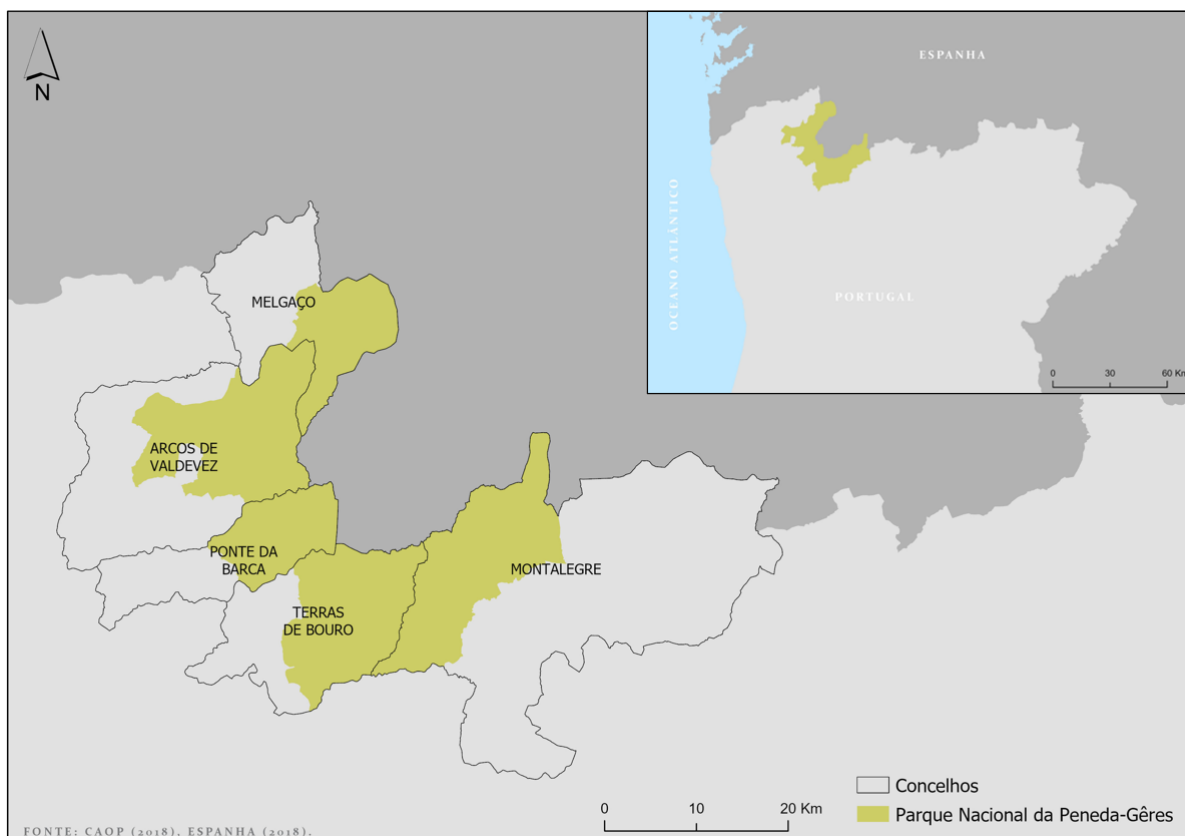 N
ESPANHA
OCEANO ATLÂNTICO
PORTUGAL
0 30 60 Km
MELGAÇO
ARCOS DE
VALDEVEZ
PONTE DA
BARCA
TERRAS
DE BOURO
MONTALEGRE
0 10 20 Km
Concelhos
Parque Nacional da Peneda-Gêres
FONTE: CAOP (2018), ESPANHA (2018).